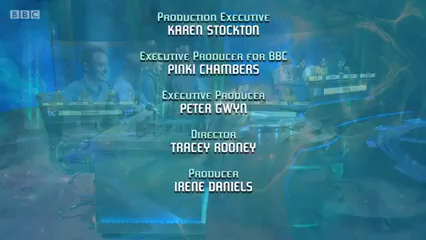 BBC
Production Executive
Karen Stockton
Executive Producer for BBC
Pinki Chambers
Executive Producer
Peter Gwyn
Director
Tracey Rooney
Producer
Irene Daniels